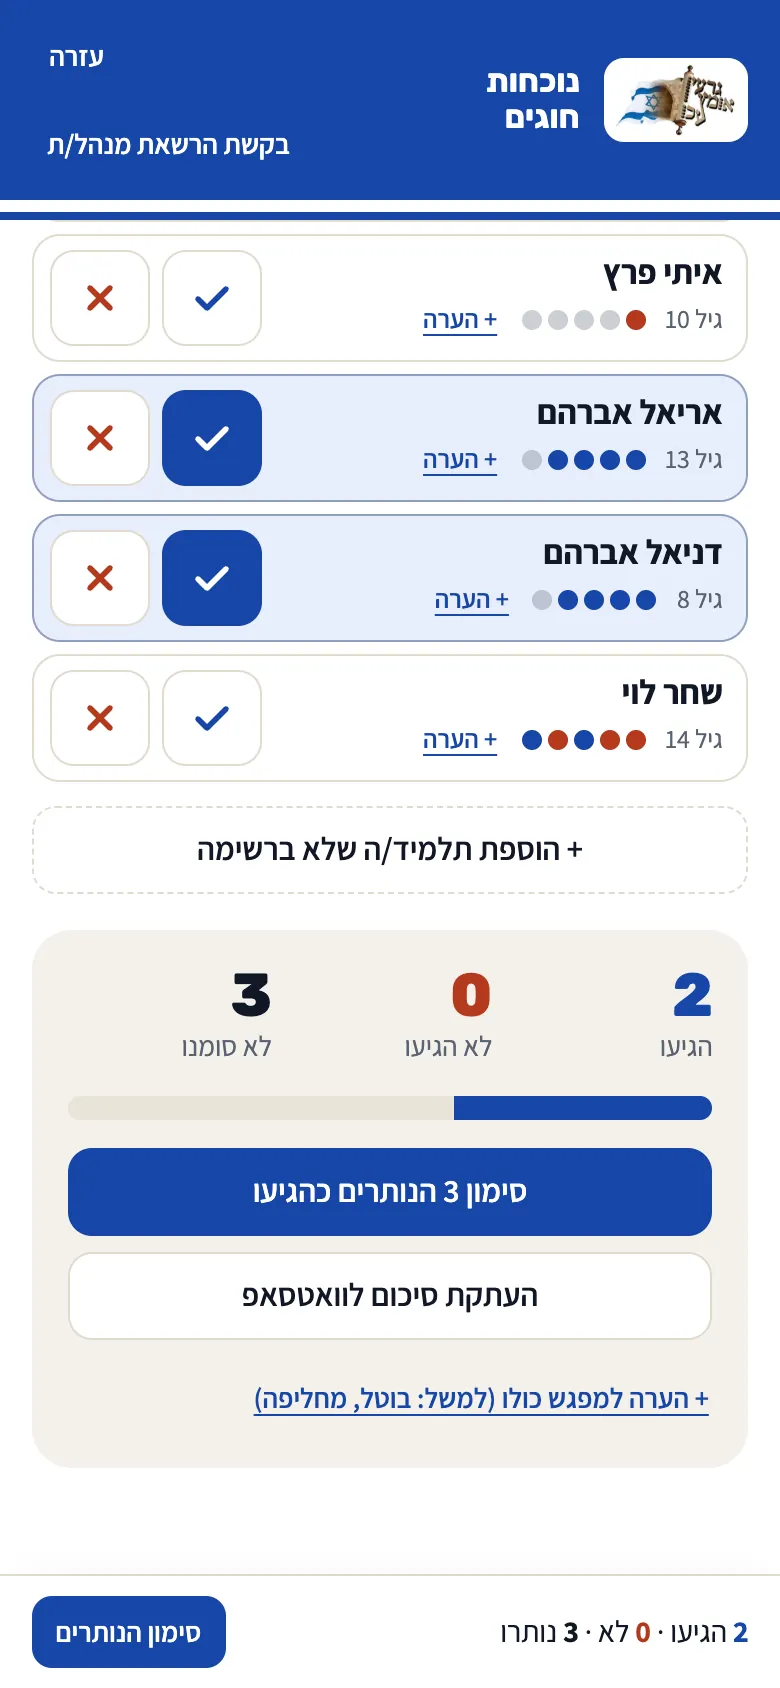 גרעין
אומץ
לכיש
נוכחות
חוגים
עזרה
בקשת הרשאת מנהל/ת
איתי פרץ
גיל 10
+ הערה
אריאל אברהם
גיל 13
+ הערה
דניאל אברהם
גיל 8
+ הערה
שחר לוי
גיל 14
+ הערה
+ הוספת תלמיד/ה שלא ברשימה
2 0 3
הגיעו לא הגיעו לא סומנו
סימון 3 הנותרים כהגיעו
העתקת סיכום לוואטסאפ
+ הערה למפגש כולו (למשל: בוטל, מחליפה)
2 הגיעו · 0 לא · 3 נותרו
סימון הנותרים